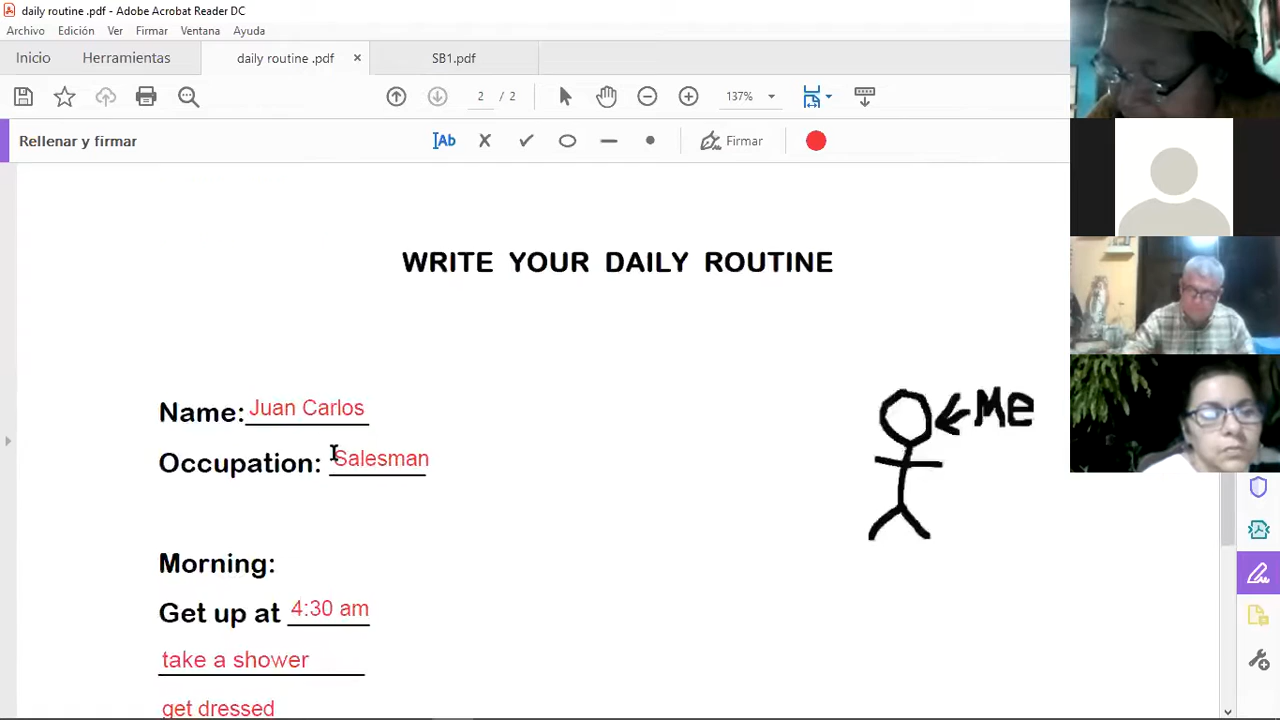 daily routine .pdf - Adobe Acrobat Reader DC
Archivo Edición Ver Firmar Ventana Ayuda
Inicio Herramientas daily routine .pdf × SB1.pdf
2 / 2 137%
Rellenar y firmar Ab Firmar
WRITE YOUR DAILY ROUTINE
Name: Juan Carlos
ME
Occupation: Salesman
Morning:
Get up at 4:30 am
take a shower
get dressed